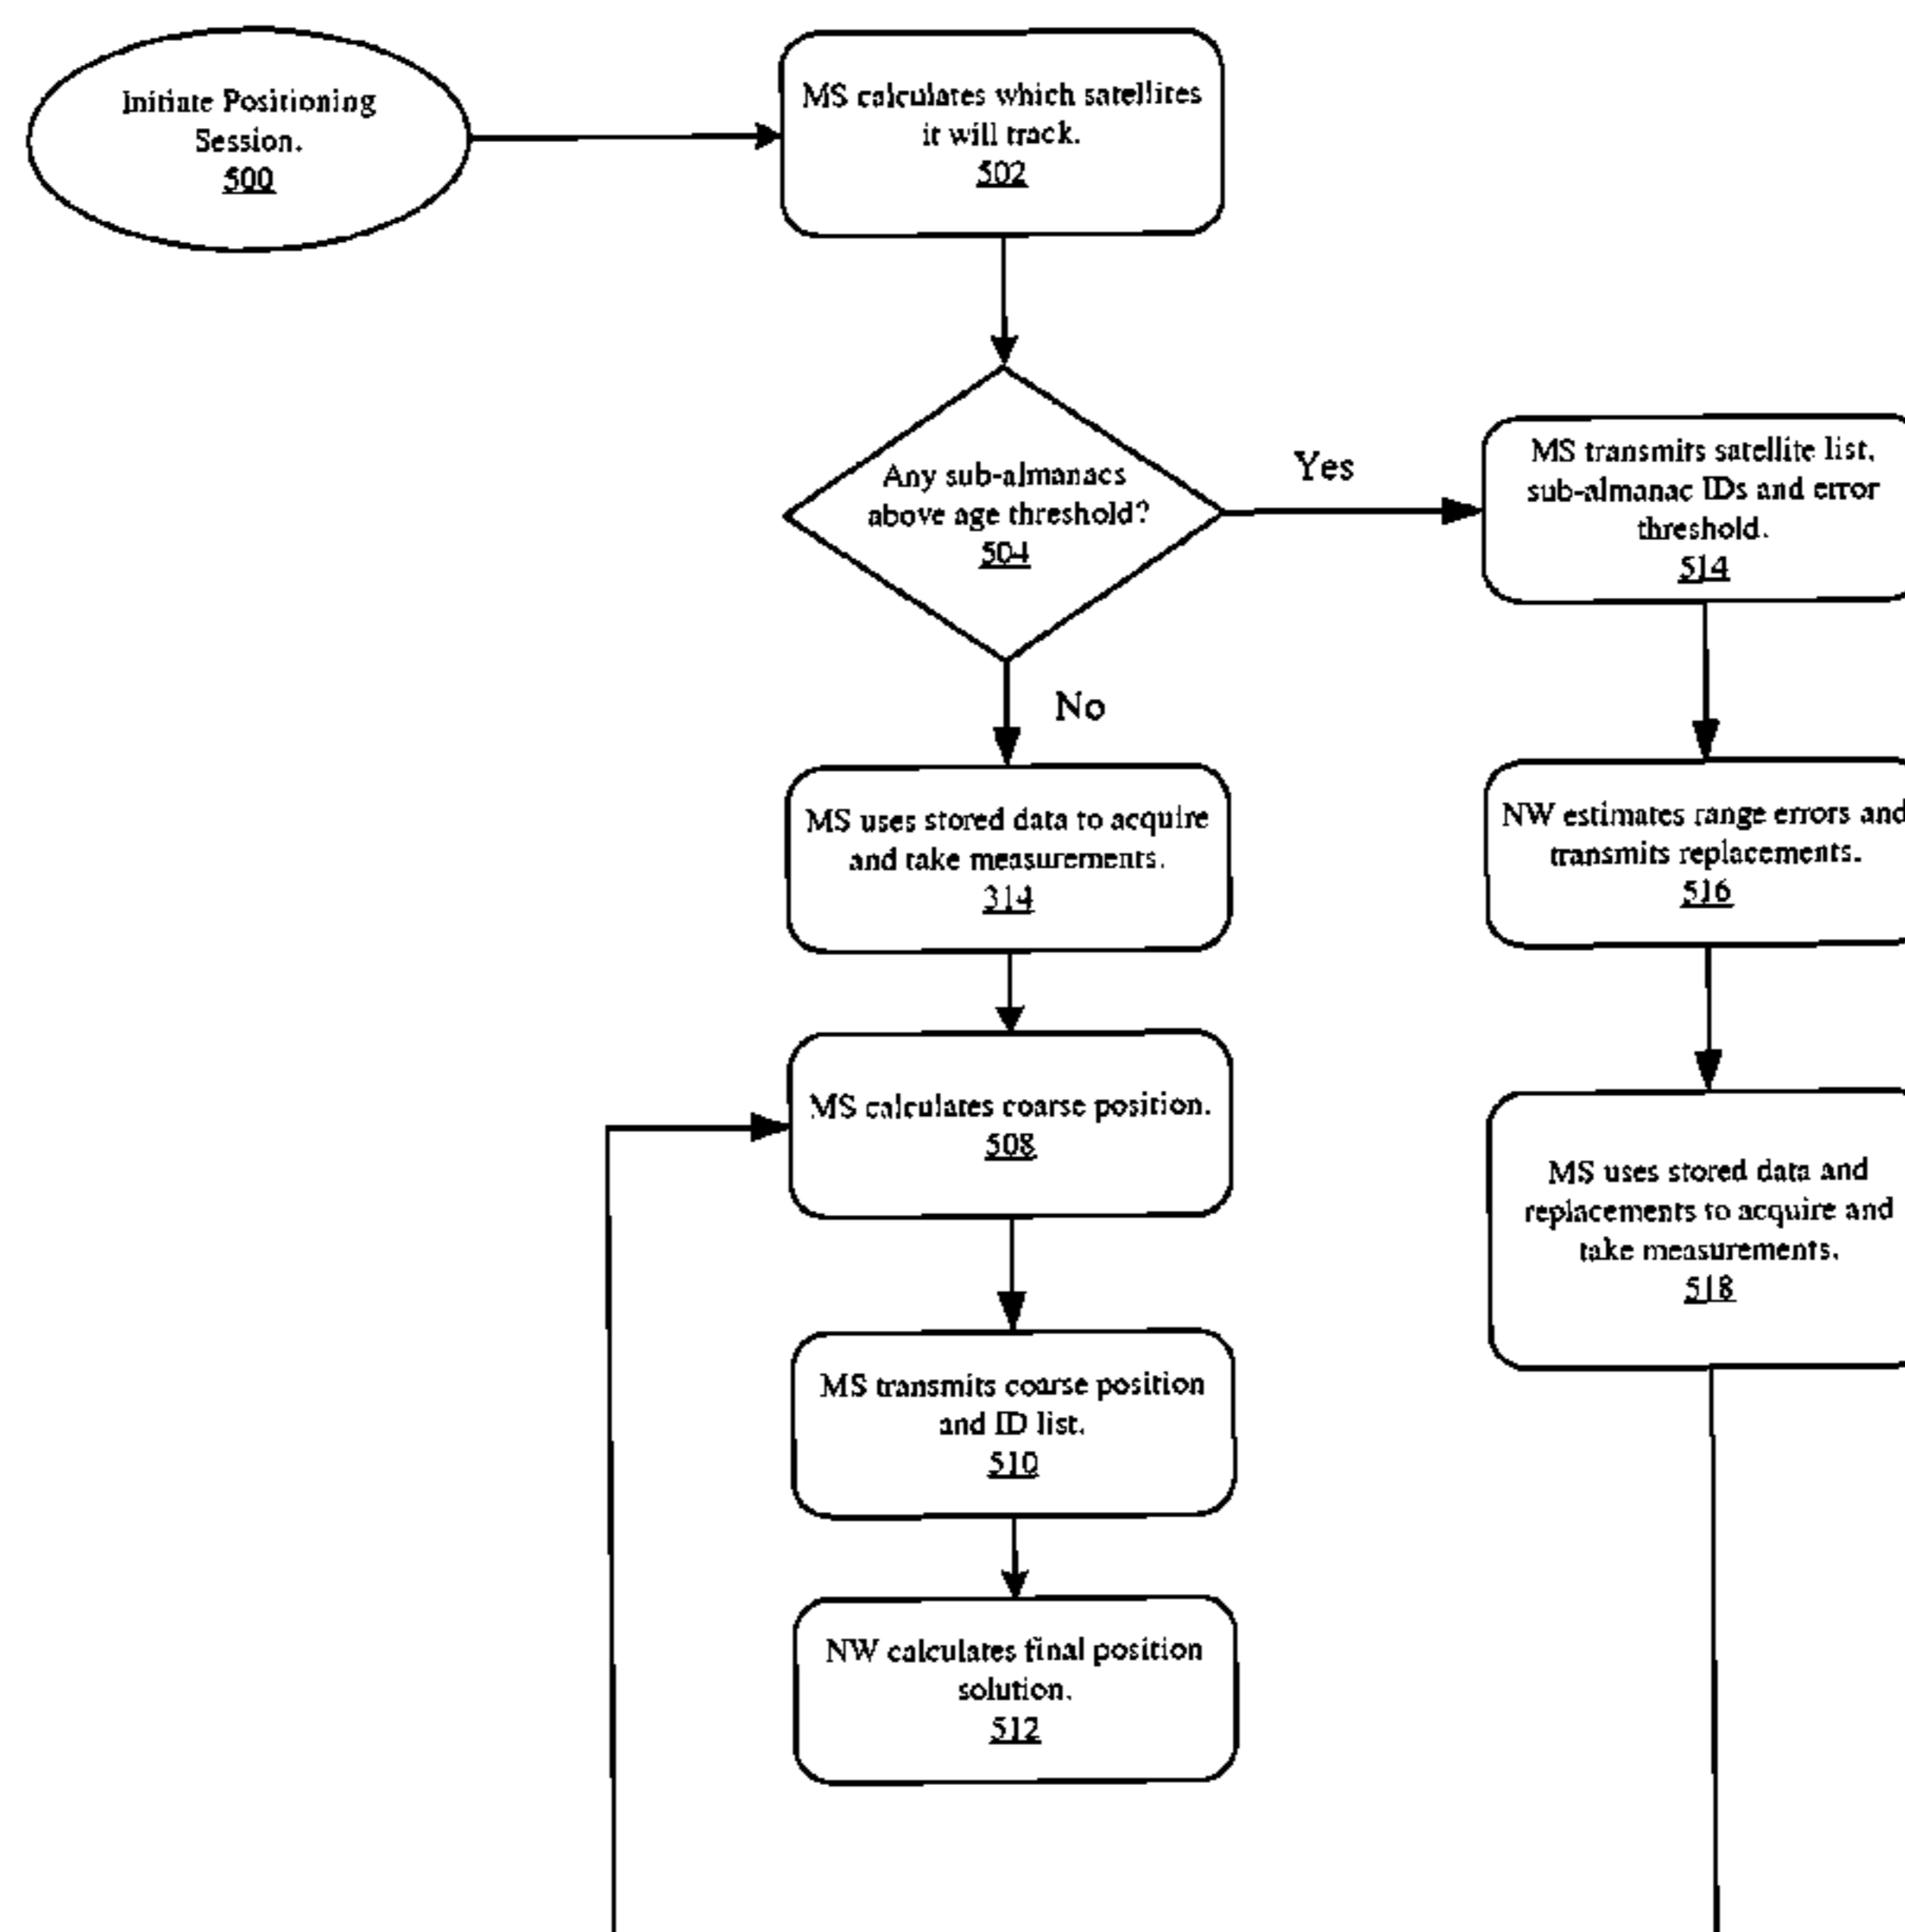 Initiate Positioning
Session.
500
MS calculates which satellites
it will track.
502
Any sub-almanacs
above age threshold?
504
Yes
No
MS transmits satellite list,
sub-almanac IDs and error
threshold.
514
MS uses stored data to acquire
and take measurements.
314
NW estimates range errors and
transmits replacements.
516
MS calculates coarse position.
508
MS uses stored data and
replacements to acquire and
take measurements.
518
MS transmits coarse position
and ID list.
510
NW calculates final position
solution.
512